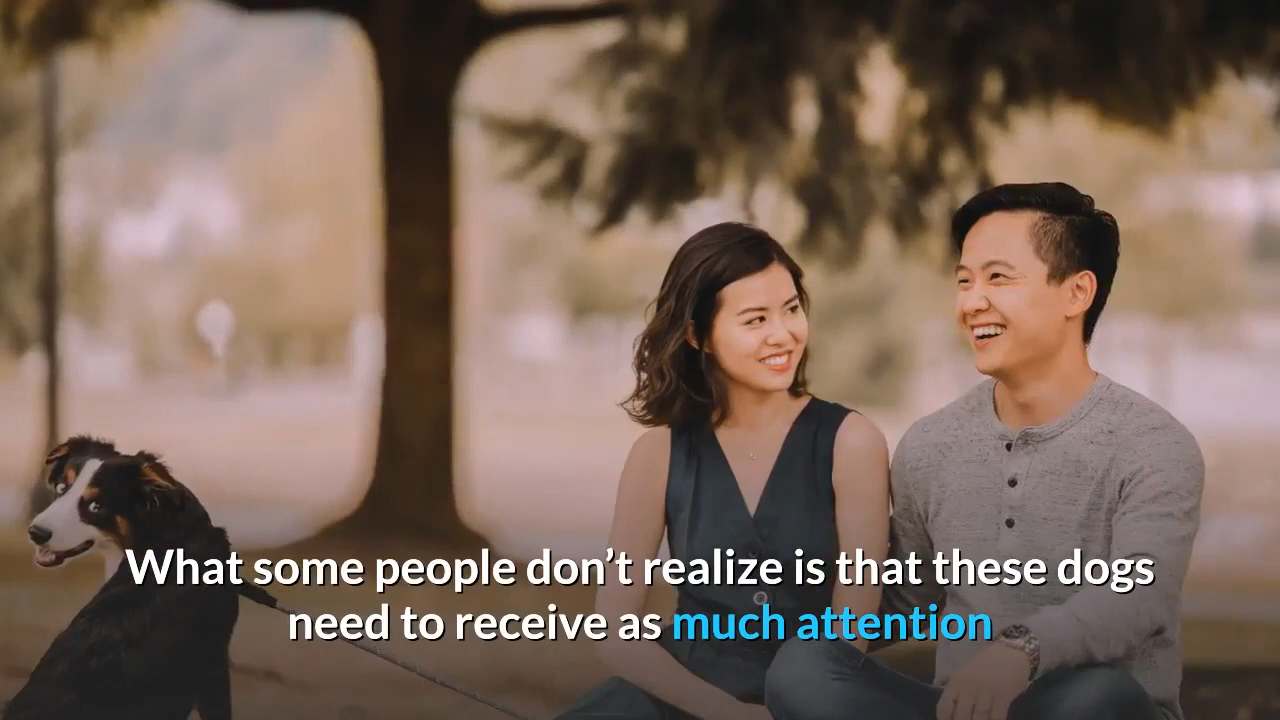 What some people don’t realize is that these dogs
need to receive as much attention